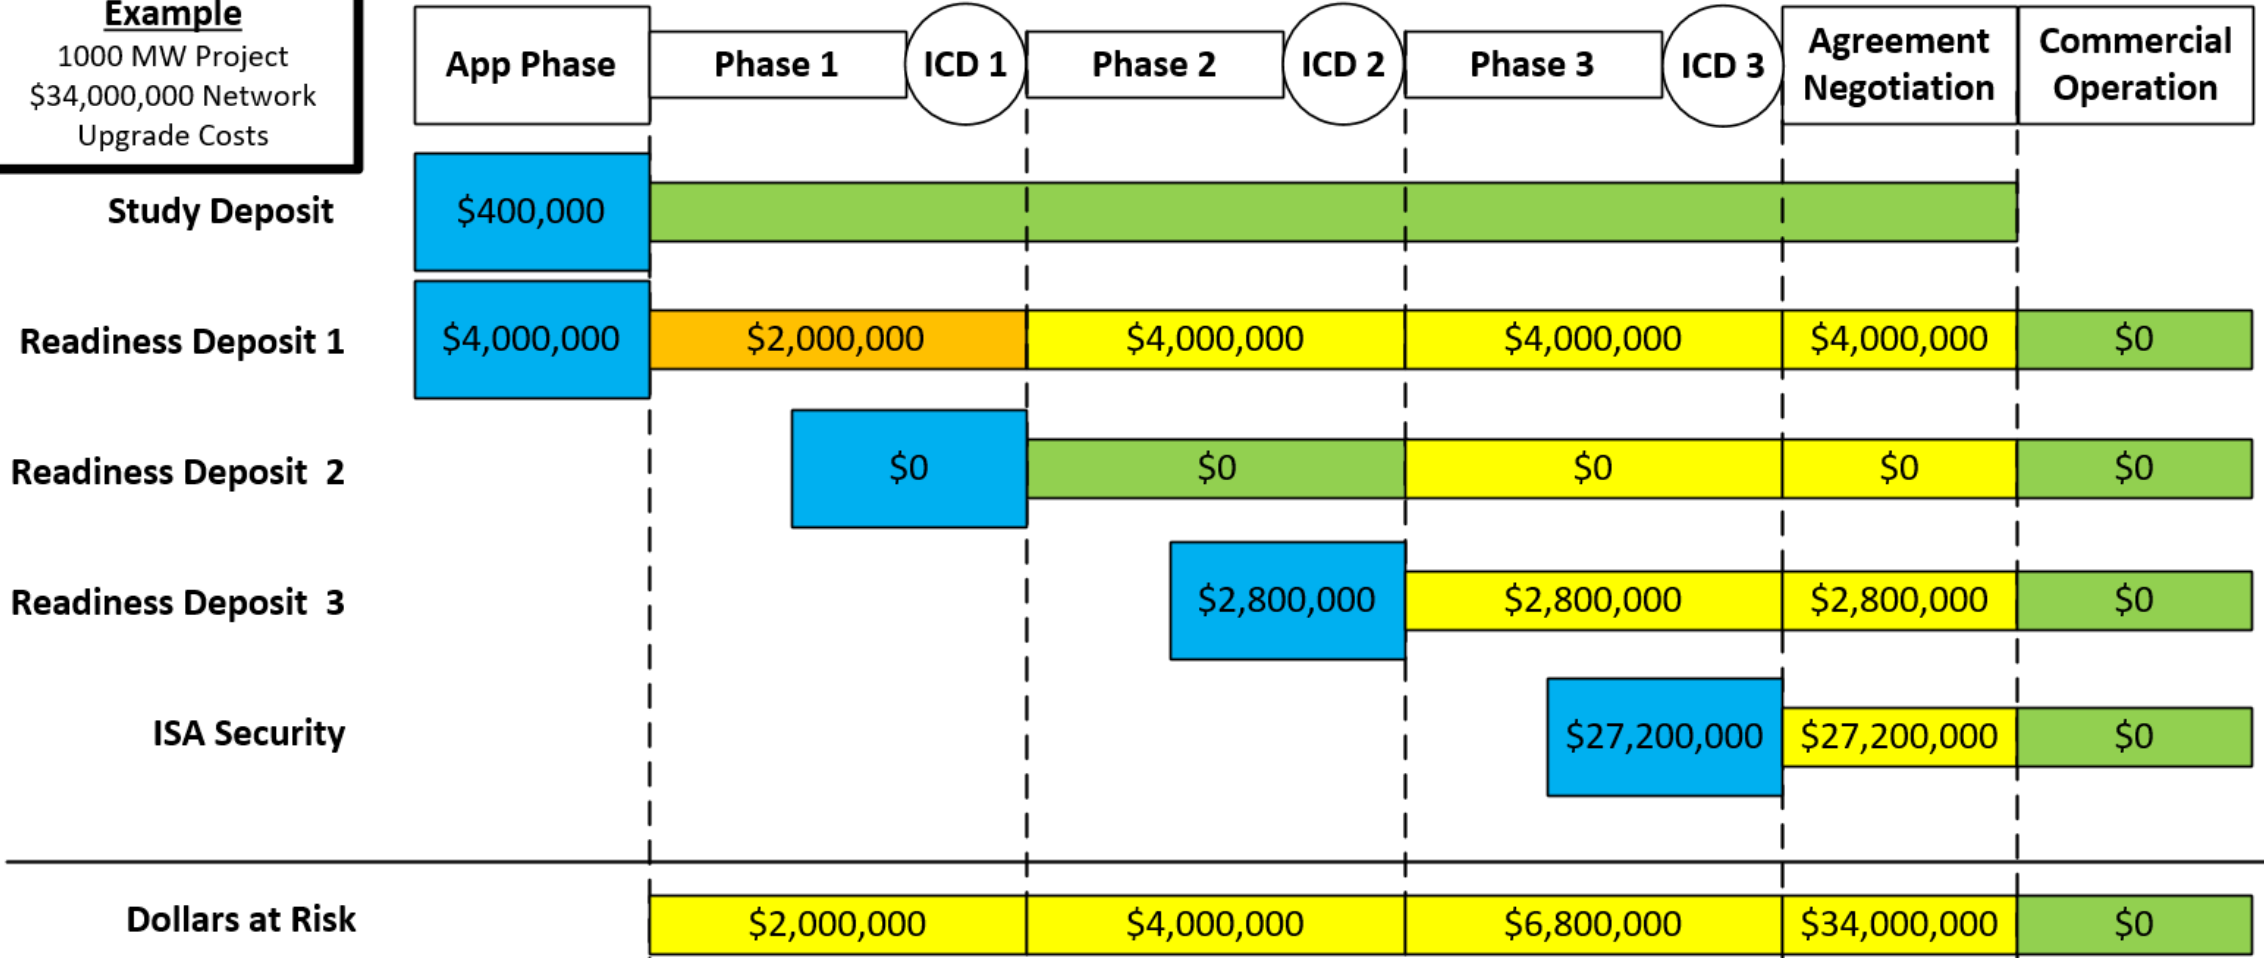 Example
1000 MW Project
$34,000,000 Network
Upgrade Costs
App Phase
Phase 1
ICD 1
Phase 2
ICD 2
Phase 3
ICD 3
Agreement
Negotiation
Commercial
Operation
Study Deposit
$400,000
Readiness Deposit 1
$4,000,000
$2,000,000
$4,000,000
$4,000,000
$4,000,000
$0
Readiness Deposit 2
$0
$0
$0
$0
$0
Readiness Deposit 3
$2,800,000
$2,800,000
$2,800,000
$0
ISA Security
$27,200,000
$27,200,000
$0
Dollars at Risk
$2,000,000
$4,000,000
$6,800,000
$34,000,000
$0